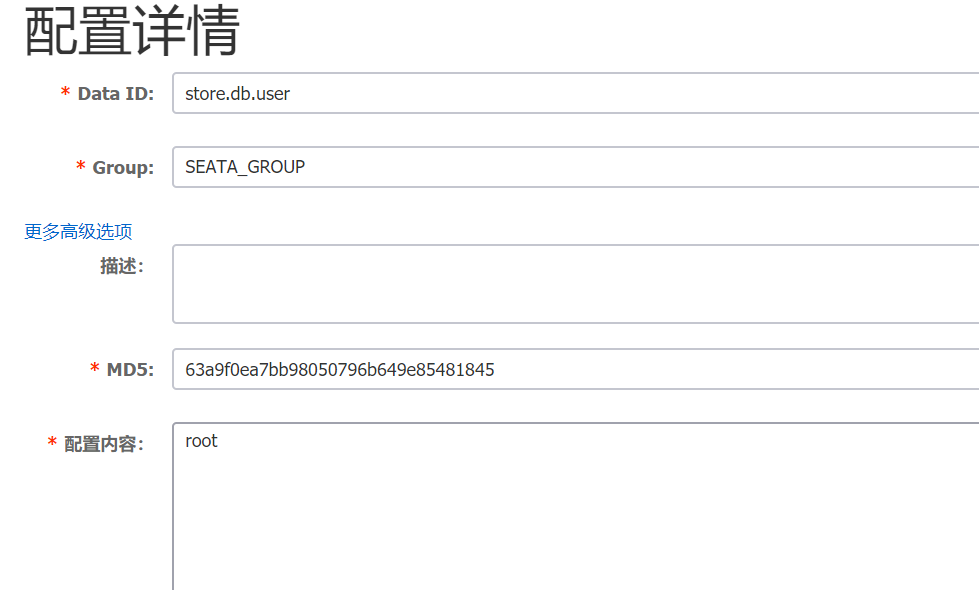 配置详情
* Data ID: store.db.user
* Group: SEATA_GROUP
更多高级选项
描述:
* MD5: 63a9f0ea7bb98050796b649e85481845
* 配置内容: root